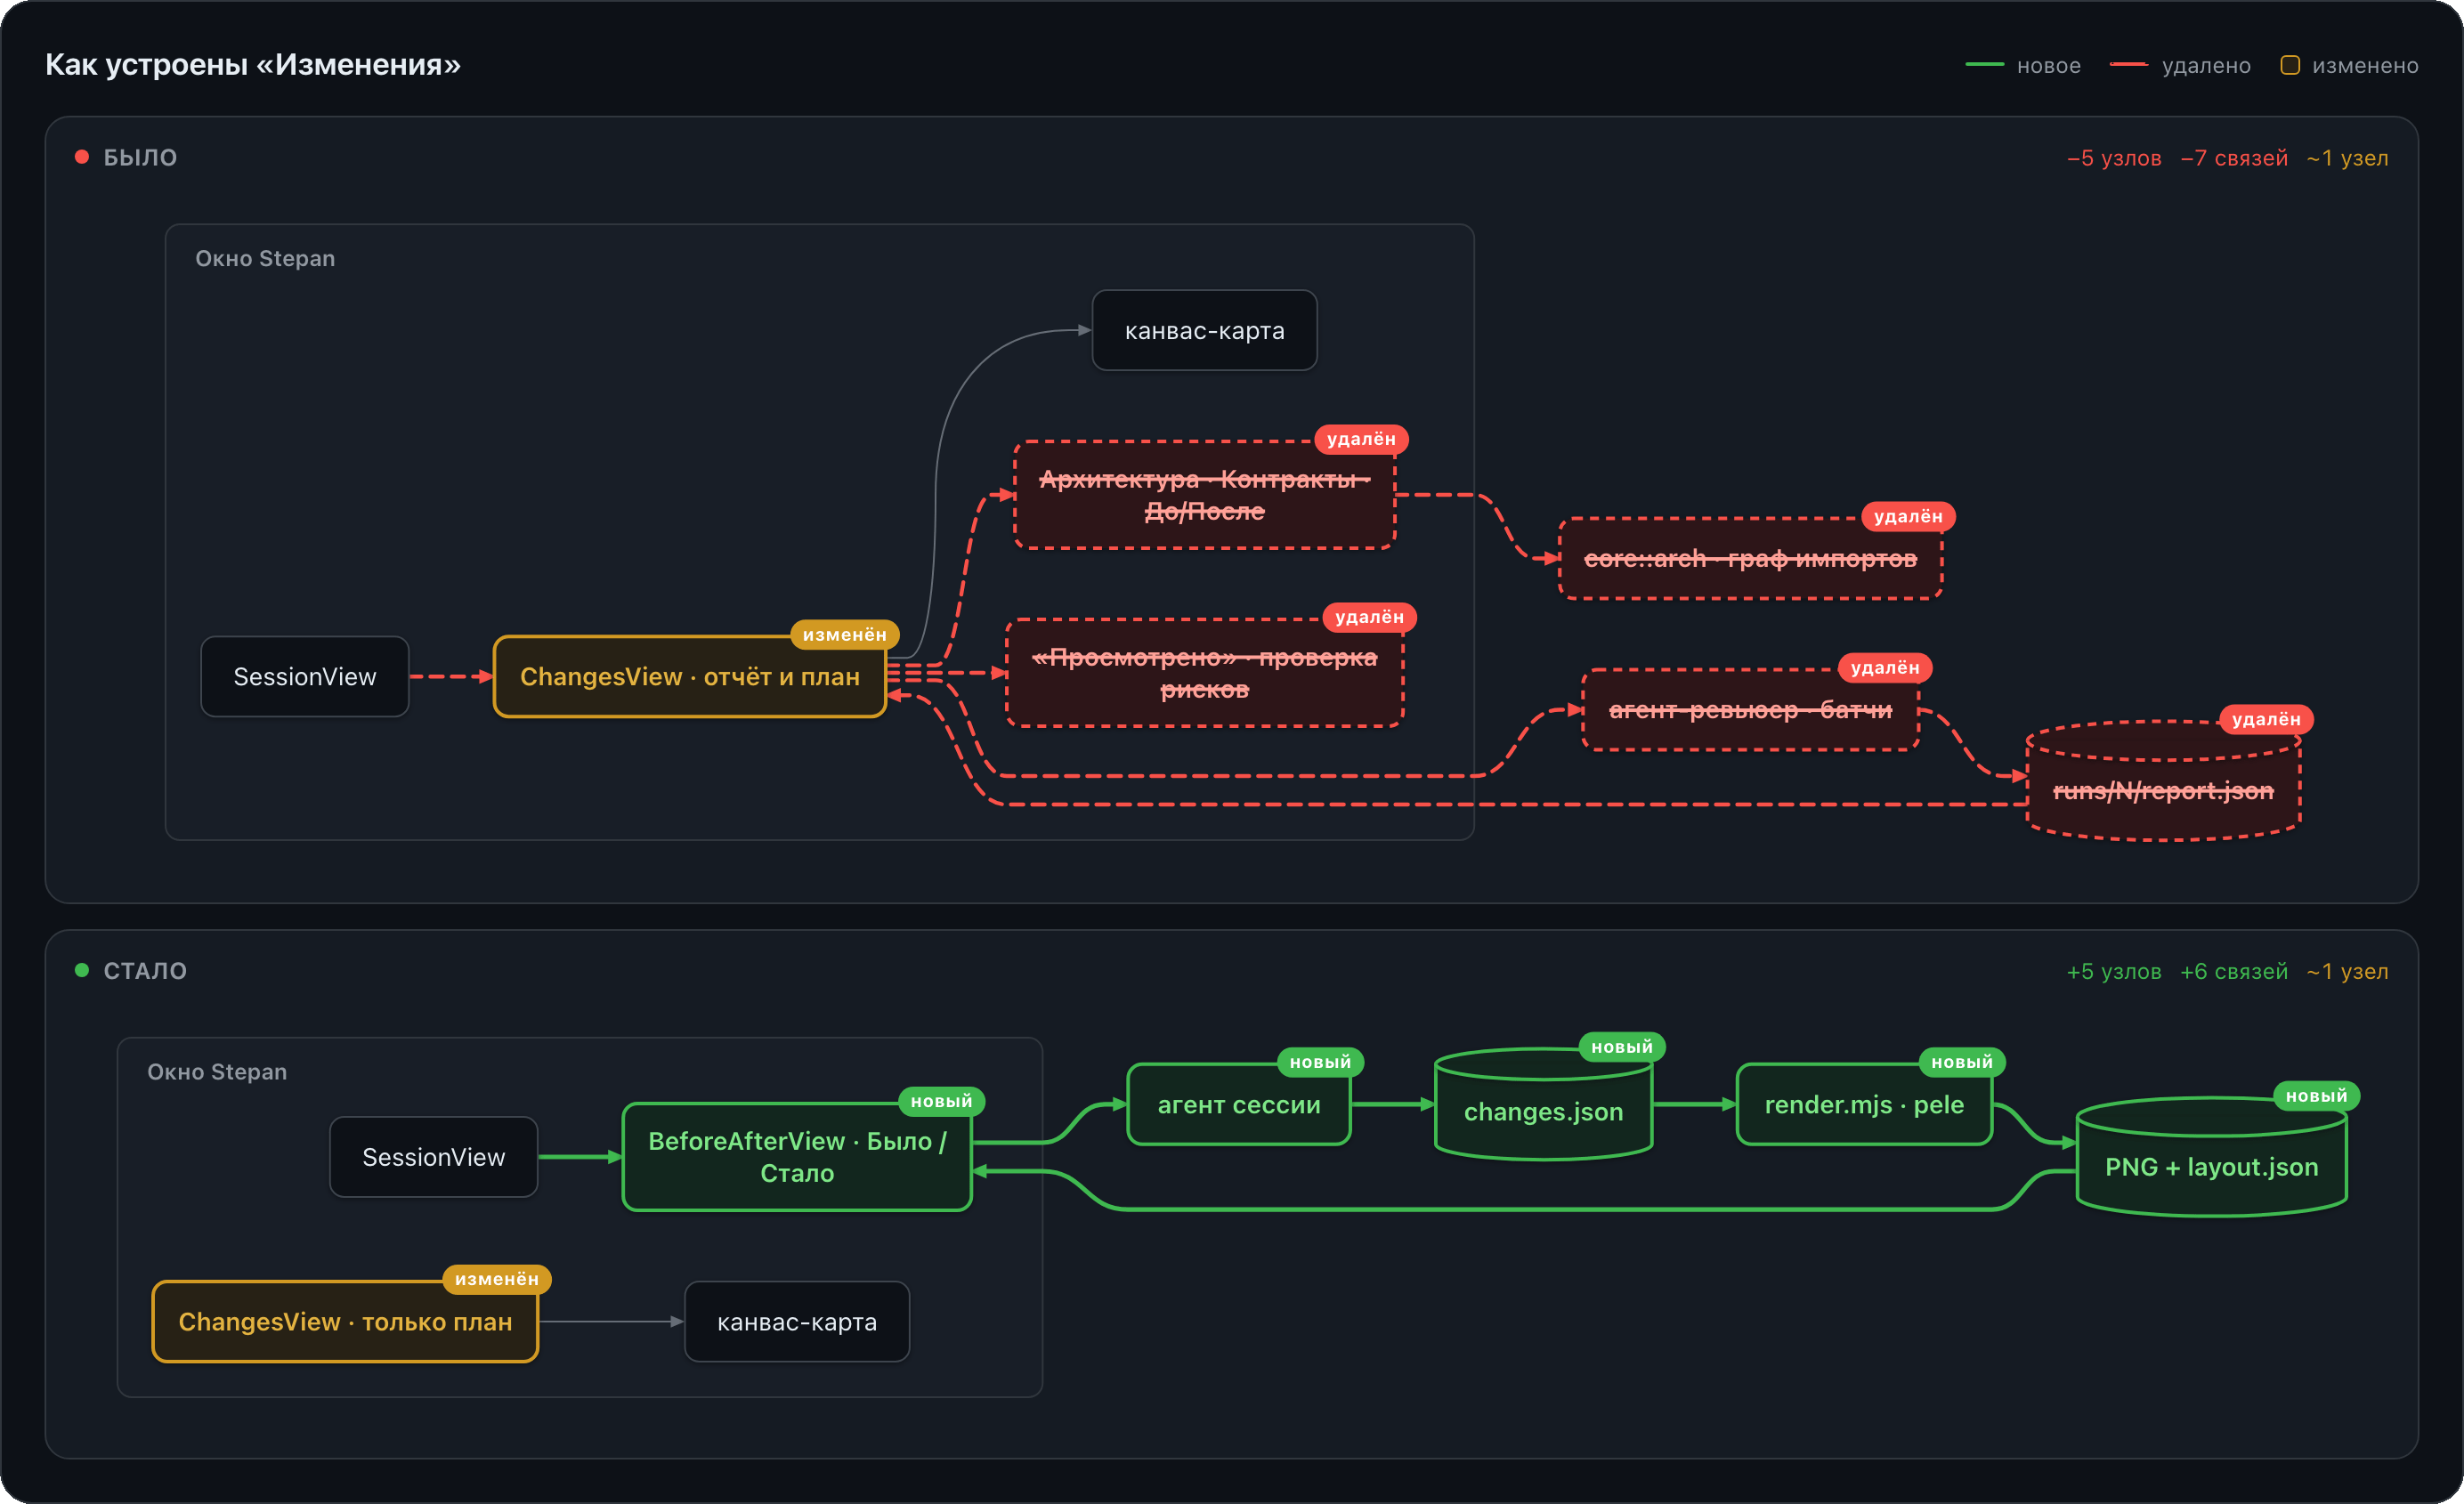 Как устроены «Изменения»
новое
удалено
изменено
БЫЛО
−5 узлов −7 связей ~1 узел
Окно Stepan
канвас-карта
удалён
Архитектура · Контракты ·
До/После
удалён
core::arch · граф импортов
удалён
«Просмотрено» · проверка
рисков
SessionView
изменён
ChangesView · отчёт и план
удалён
агент-ревьюер · батчи
удалён
runs/N/report.json
СТАЛО
+5 узлов +6 связей ~1 узел
Окно Stepan
SessionView
новый
BeforeAfterView · Было /
Стало
новый
агент сессии
новый
changes.json
новый
render.mjs · pele
новый
PNG + layout.json
изменён
ChangesView · только план
канвас-карта